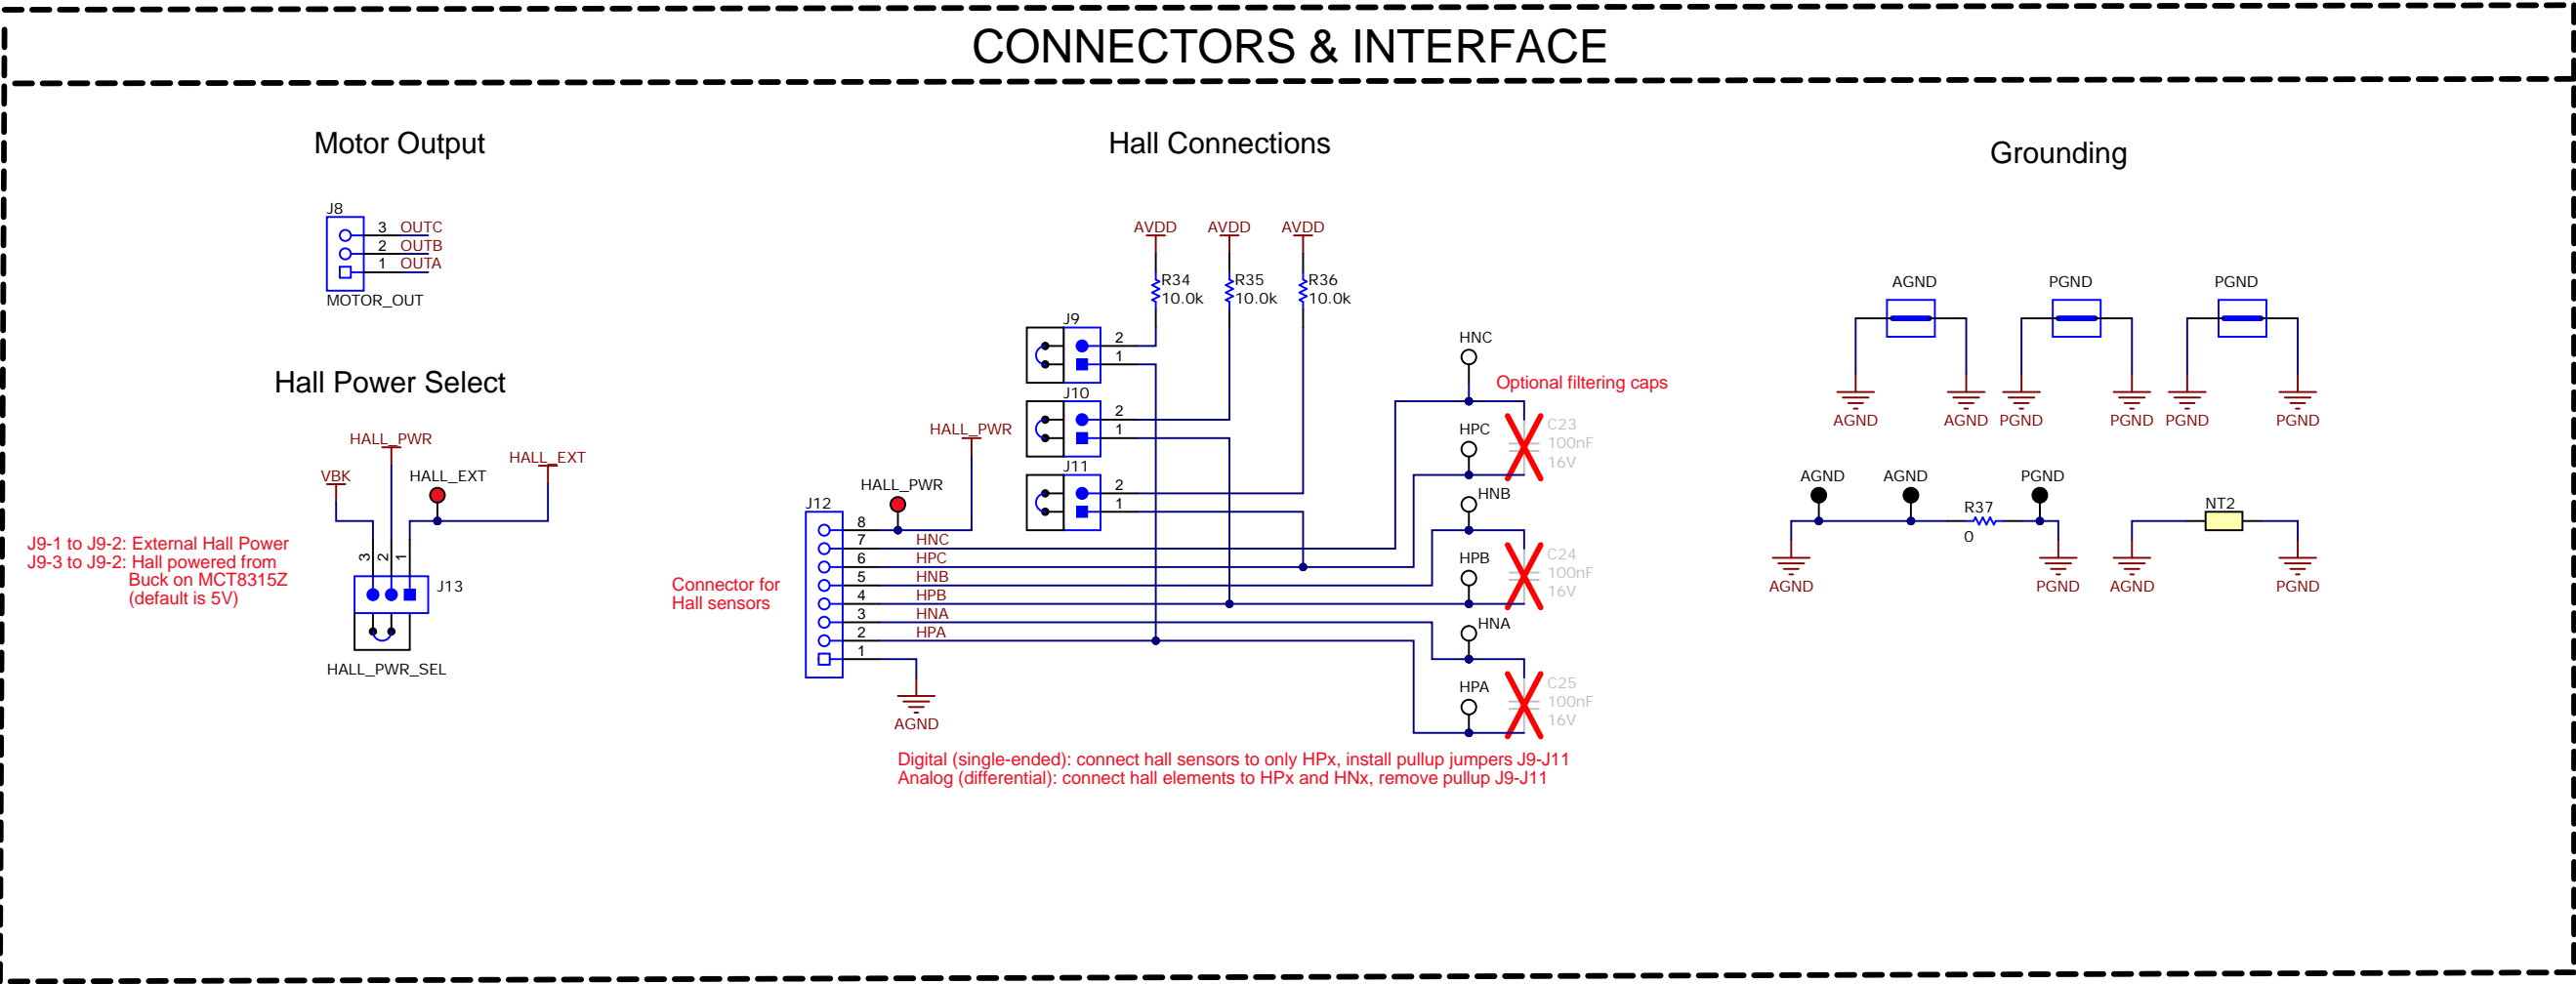 CONNECTORS & INTERFACE
Motor Output
J8
3 OUTC
2 OUTB
1 OUTA
MOTOR_OUT
Hall Power Select
HALL_PWR
VBK
HALL_EXT
HALL_EXT
J9-1 to J9-2: External Hall Power
J9-3 to J9-2: Hall powered from
Buck on MCT8315Z
(default is 5V)
3
2
1
J13
HALL_PWR_SEL
Hall Connections
AVDD
AVDD
AVDD
R34
10.0k
R35
10.0k
R36
10.0k
J9
2
1
J10
2
1
J11
2
1
HALL_PWR
HALL_PWR
J12
8
7 HNC
6 HPC
5 HNB
4 HPB
3 HNA
2 HPA
1
AGND
Connector for
Hall sensors
HNC
Optional filtering caps
HPC
C23
100nF
16V
HNB
HPB
C24
100nF
16V
HNA
HPA
C25
100nF
16V
Digital (single-ended): connect hall sensors to only HPx, install pullup jumpers J9-J11
Analog (differential): connect hall elements to HPx and HNx, remove pullup J9-J11
Grounding
AGND
PGND
PGND
AGND
AGND
PGND
PGND
PGND
PGND
AGND
AGND
PGND
R37
0
NT2
AGND
PGND
AGND
PGND